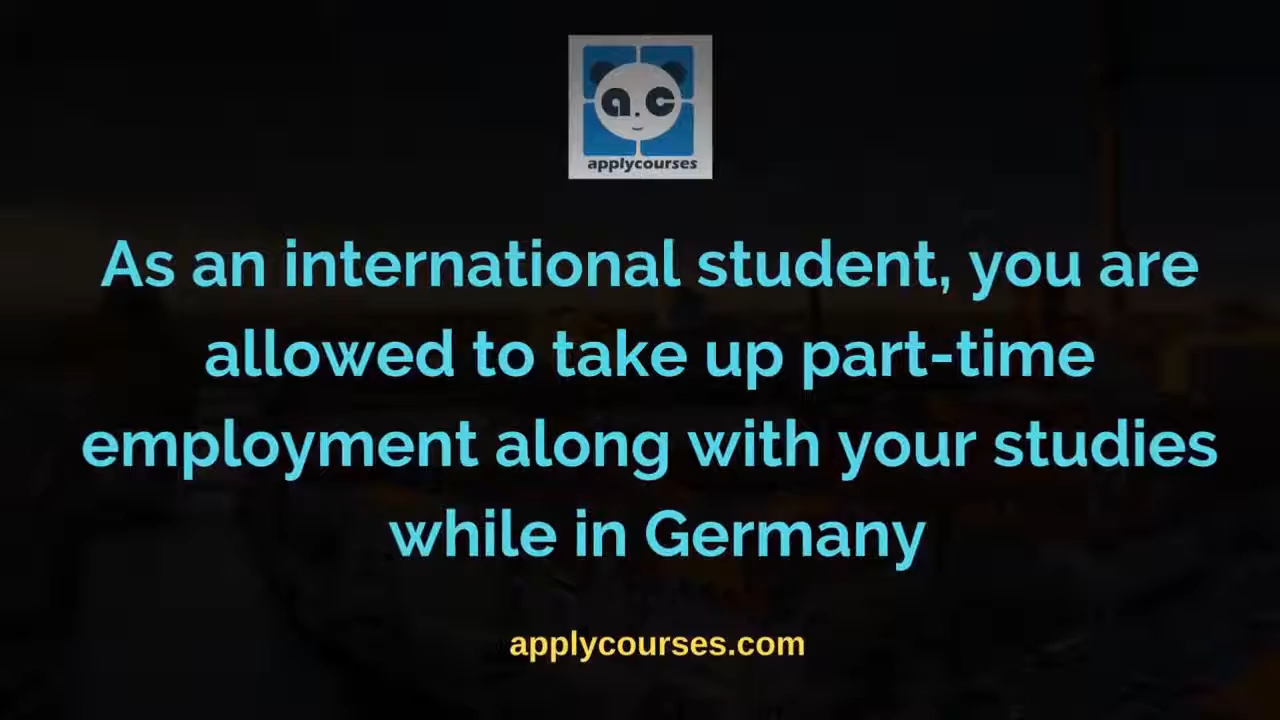 a.c
applycourses
As an international student, you are
allowed to take up part-time
employment along with your studies
while in Germany
applycourses.com